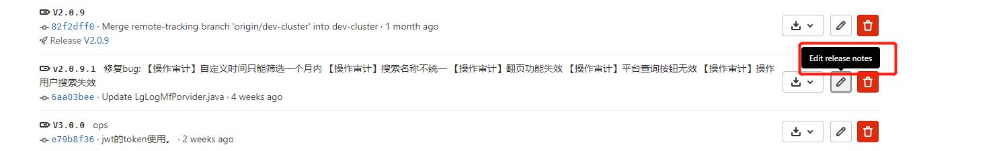 V2.0.9
82f2dff0 · Merge remote-tracking branch 'origin/dev-cluster' into dev-cluster · 1 month ago
Release V2.0.9
Edit release notes
v2.0.9.1 修复bug: 【操作审计】自定义时间只能筛选一个月内 【操作审计】搜索名称不统一 【操作审计】翻页功能失效 【操作审计】平台查询按钮无效 【操作审计】操作
用户搜索失效
6aa03bee · Update LgLogMfPorvider.java · 4 weeks ago
V3.0.0 ops
e79b8f36 · jwt的token使用。 · 2 weeks ago